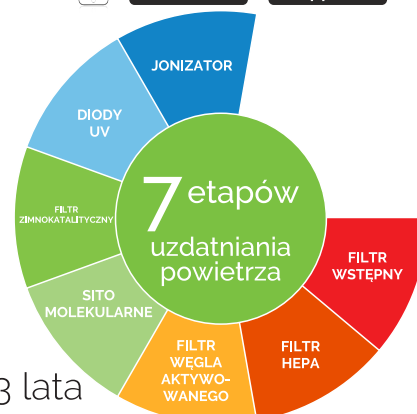 JONIZATOR
DIODY
UV
FILTR
ZIMNOKATALITYCZNY
SITO
MOLEKULARNE
FILTR
WĘGLA
AKTYWO-
WANEGO
FILTR
HEPA
FILTR
WSTĘPNY
7 etapów
uzdatniania
powietrza
3 lata